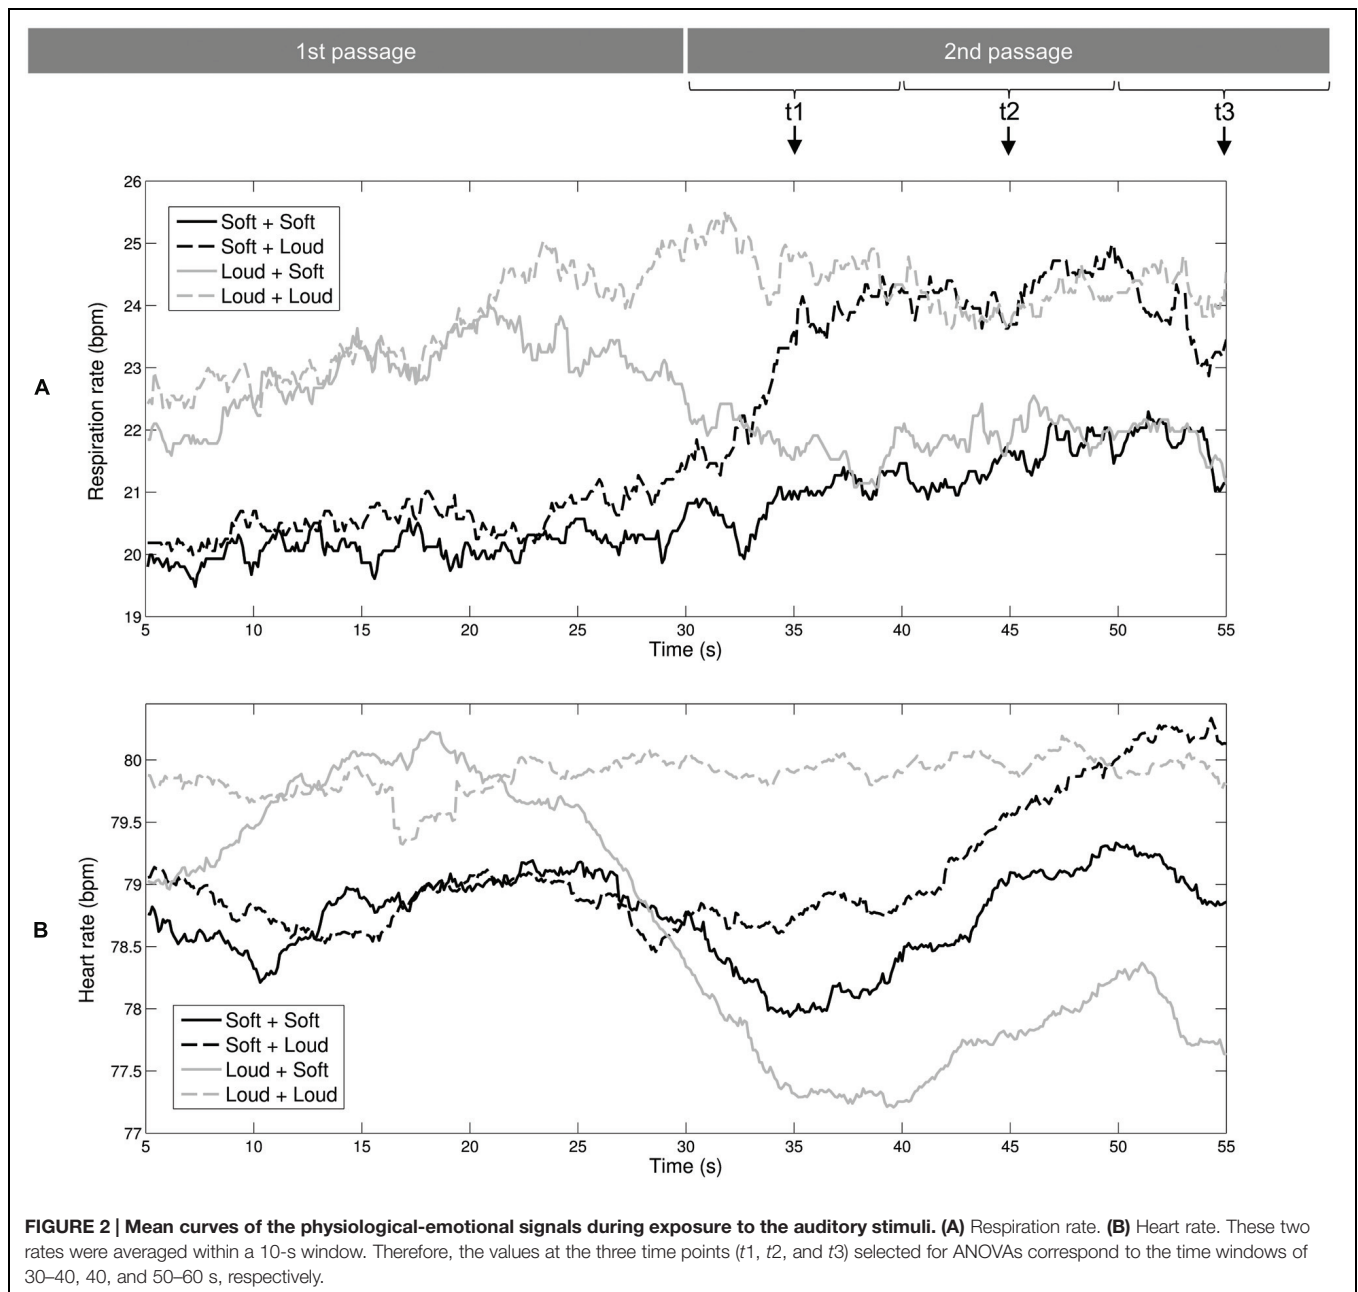 1st passage
2nd passage
t1
t2
t3
A
26
25
24
23
22
21
20
19
Respiration rate (bpm)
Soft + Soft
Soft + Loud
Loud + Soft
Loud + Loud
5
10
15
20
25
30
35
40
45
50
55
Time (s)
B
80
79.5
79
78.5
78
77.5
77
Heart rate (bpm)
Soft + Soft
Soft + Loud
Loud + Soft
Loud + Loud
5
10
15
20
25
30
35
40
45
50
55
Time (s)
FIGURE 2 | Mean curves of the physiological-emotional signals during exposure to the auditory stimuli. (A) Respiration rate. (B) Heart rate. These two
rates were averaged within a 10-s window. Therefore, the values at the three time points (t1, t2, and t3) selected for ANOVAs correspond to the time windows of
30–40, 40, and 50–60 s, respectively.